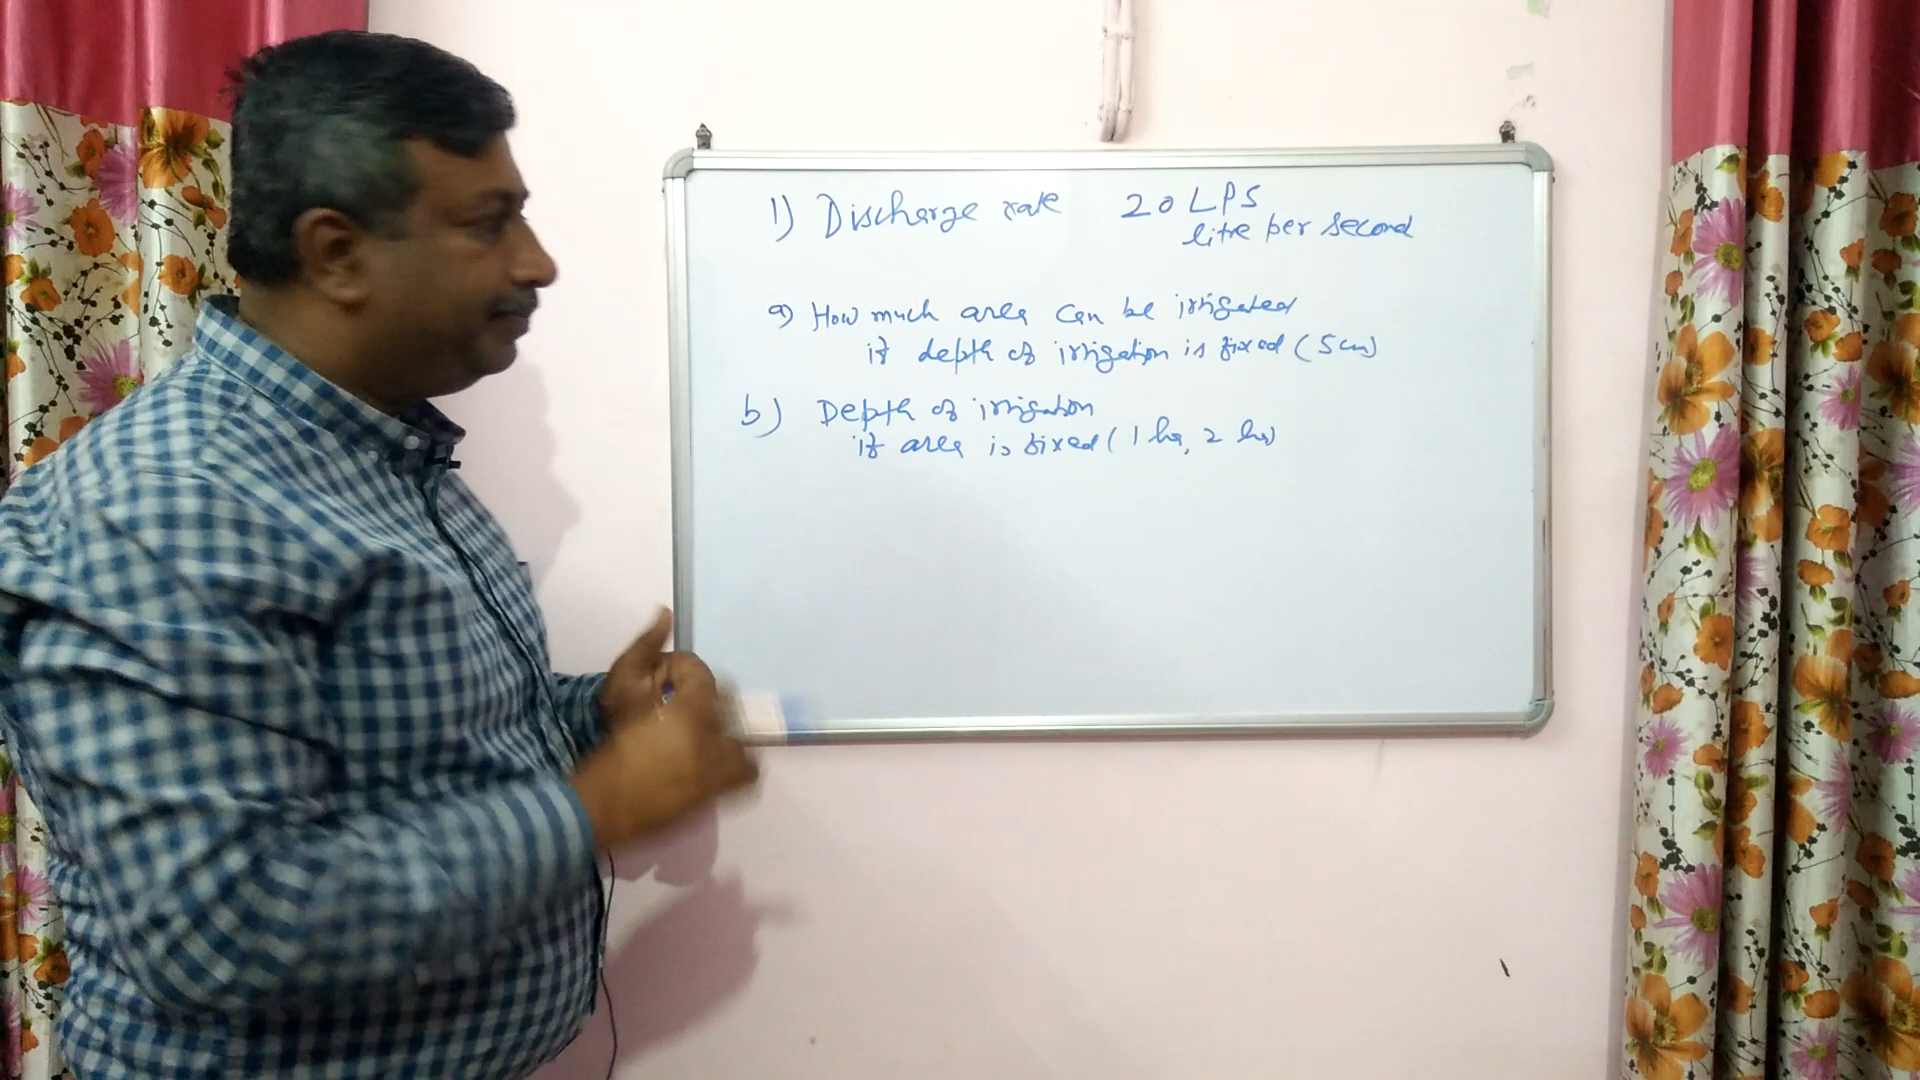 1) Discharge rate 20 LPS
litre per second
a) How much area can be irrigated
if depth of irrigation is fixed (5cm)
b) Depth of irrigation
if area is fixed (1 ha, 2 ha)